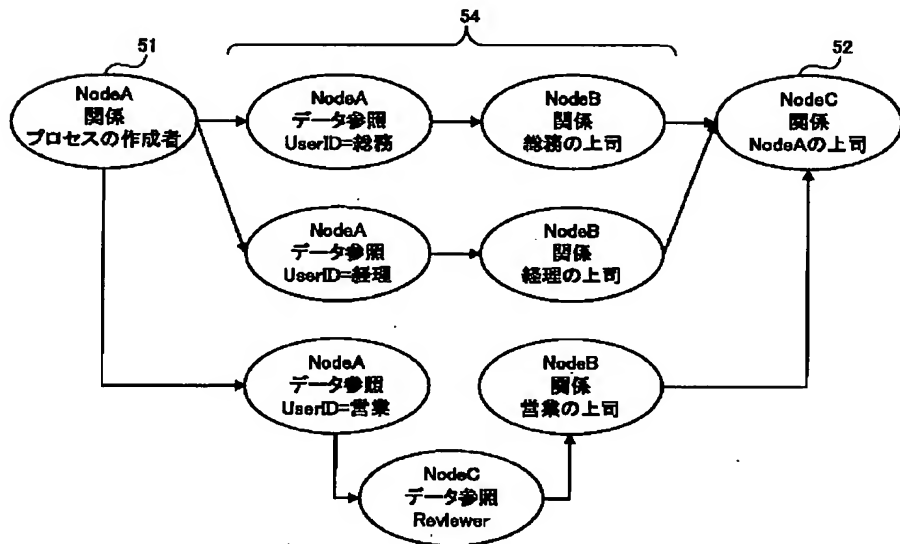 54
51
NodeA
関係
プロセスの作成者
NodeA
データ参照
UserID=総務
NodeB
関係
総務の上司
52
NodeC
関係
NodeAの上司
NodeA
データ参照
UserID=経理
NodeB
関係
経理の上司
NodeA
データ参照
UserID=営業
NodeB
関係
営業の上司
NodeC
データ参照
Reviewer